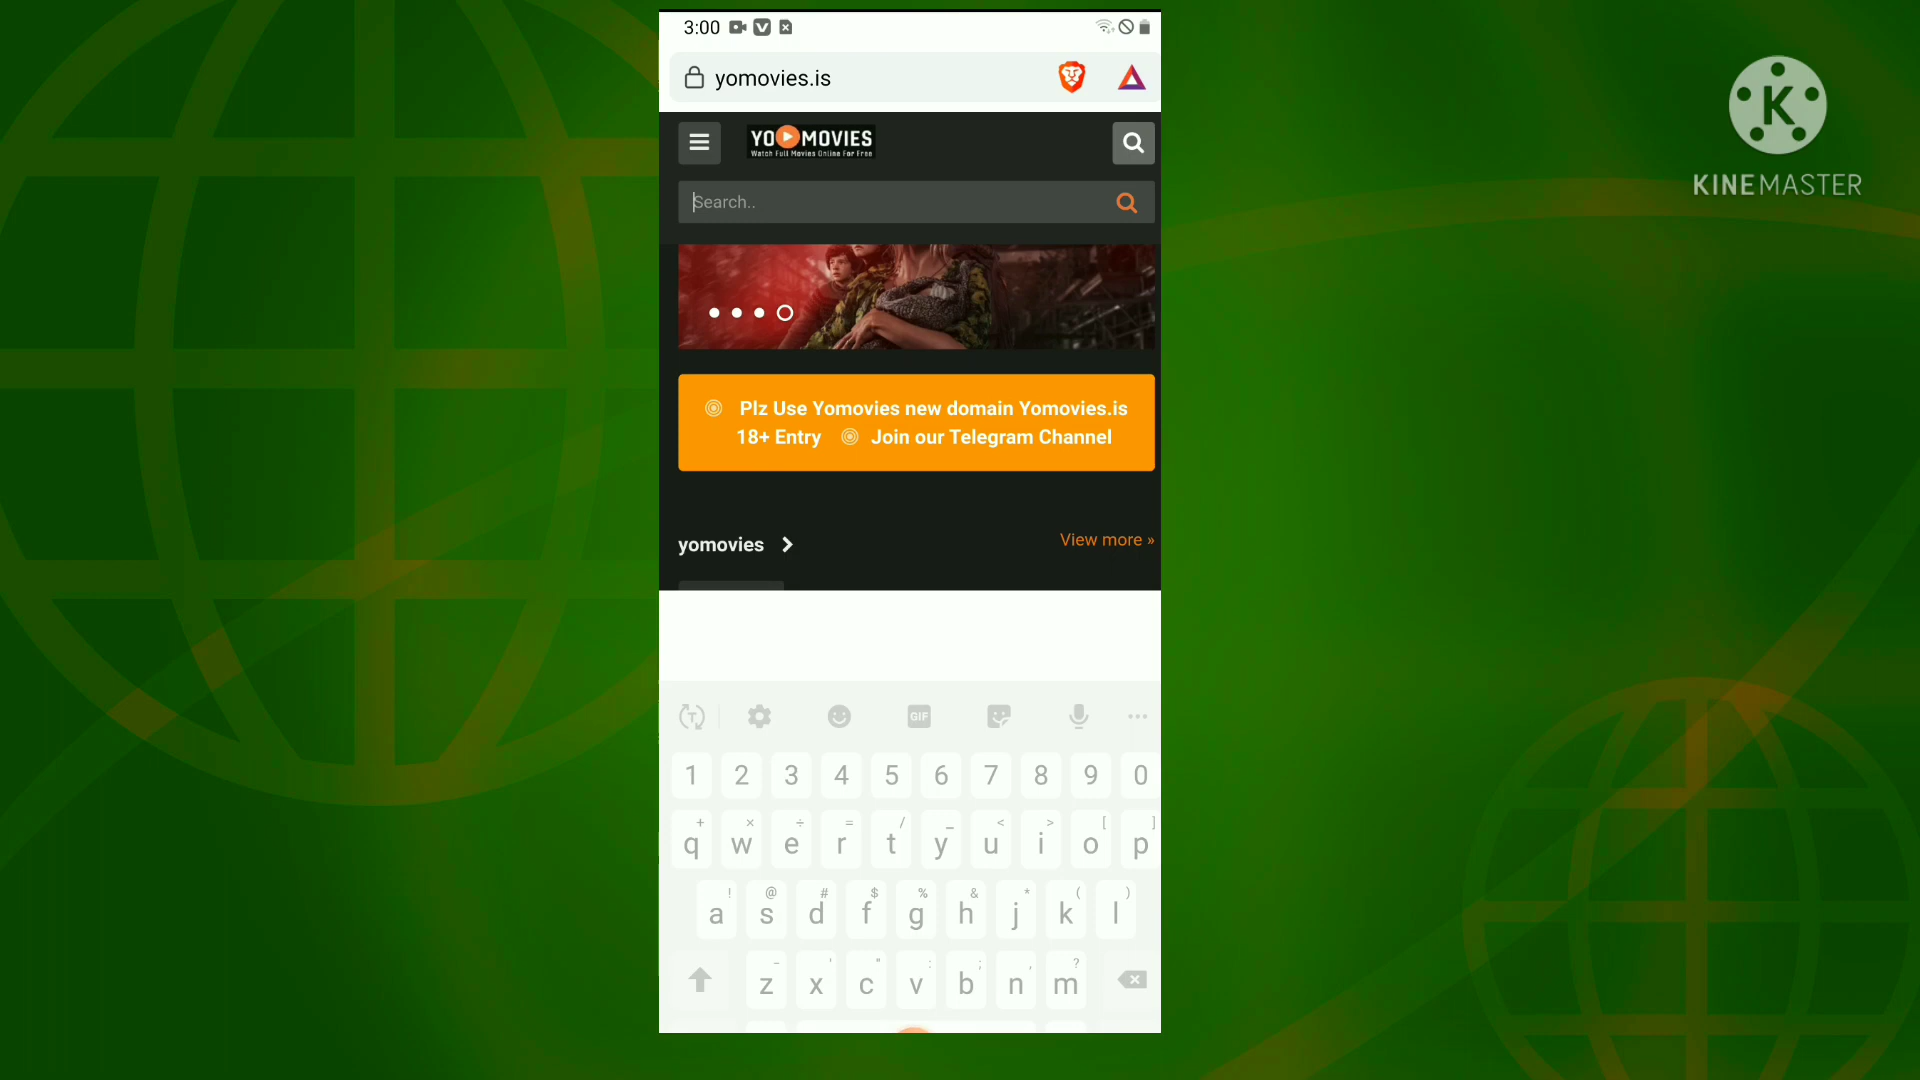 3:00
yomovies.is
YOMOVIES
Watch Full Movies Online For Free
Search..
Plz Use Yomovies new domain Yomovies.is
18+ Entry Join our Telegram Channel
yomovies
View more »
KINEMASTER
K
T GIF
1 2 3 4 5 6 7 8 9 0
+ × ÷ = / _ < > [ ]
q w e r t y u i o p
! @ # $ % & * ( )
a s d f g h j k l
- ' " : ; , ?
z x c v b n m